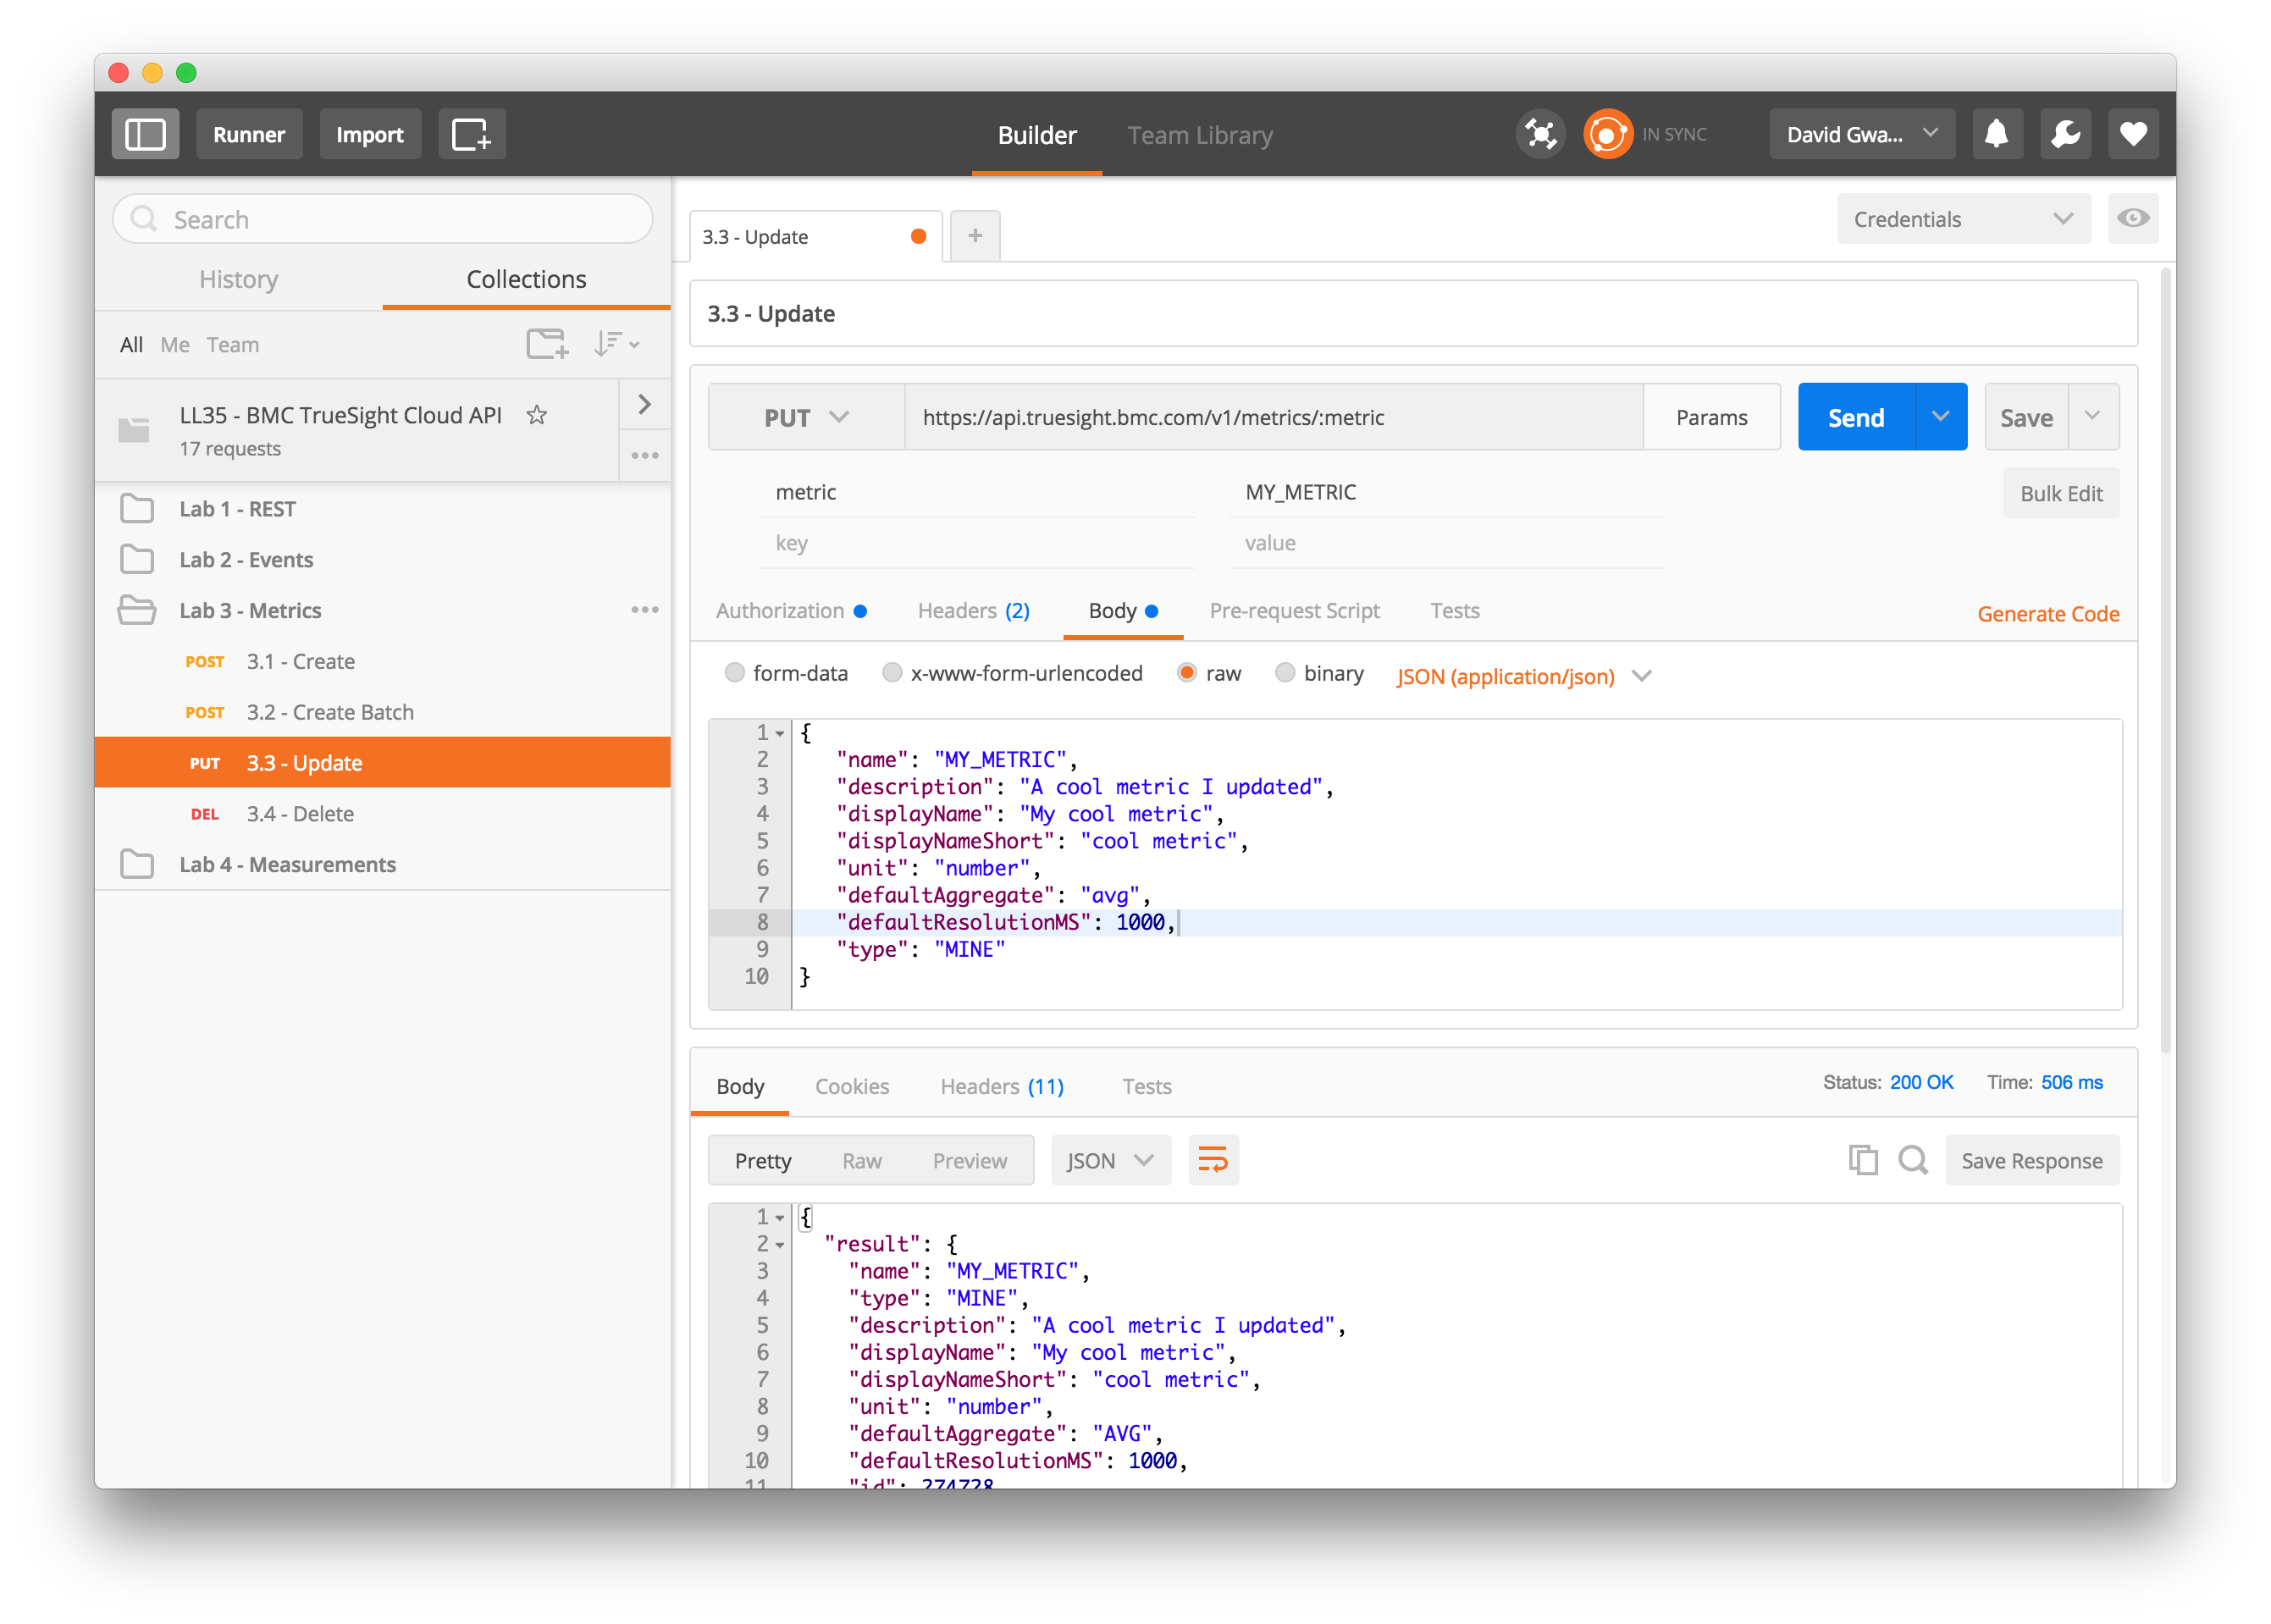 Runner
Import
Builder
Team Library
IN SYNC
David Gwa...
Search
History
Collections
All Me Team
LL35 - BMC TrueSight Cloud API
17 requests
Lab 1 - REST
Lab 2 - Events
Lab 3 - Metrics
POST 3.1 - Create
POST 3.2 - Create Batch
PUT 3.3 - Update
DEL 3.4 - Delete
Lab 4 - Measurements
3.3 - Update
+
Credentials
3.3 - Update
PUT
https://api.truesight.bmc.com/v1/metrics/:metric
Params
Send
Save
metric MY_METRIC
Bulk Edit
key value
Authorization Headers (2) Body Pre-request Script Tests
Generate Code
form-data x-www-form-urlencoded raw binary JSON (application/json)
1 {
2 "name": "MY_METRIC",
3 "description": "A cool metric I updated",
4 "displayName": "My cool metric",
5 "displayNameShort": "cool metric",
6 "unit": "number",
7 "defaultAggregate": "avg",
8 "defaultResolutionMS": 1000,
9 "type": "MINE"
10 }
Body Cookies Headers (11) Tests
Status: 200 OK Time: 506 ms
Pretty Raw Preview JSON
Save Response
1 {
2 "result": {
3 "name": "MY_METRIC",
4 "type": "MINE",
5 "description": "A cool metric I updated",
6 "displayName": "My cool metric",
7 "displayNameShort": "cool metric",
8 "unit": "number",
9 "defaultAggregate": "AVG",
10 "defaultResolutionMS": 1000,
11 "id": 274728